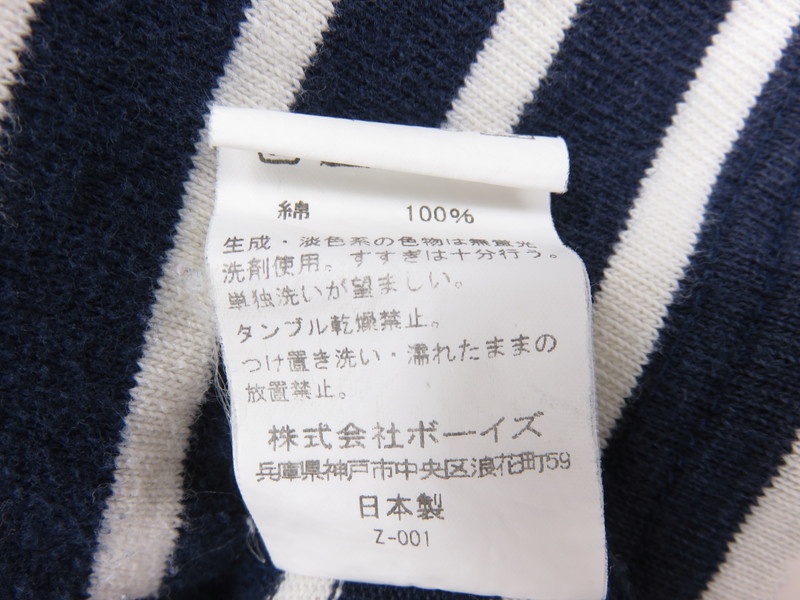 綿 100%
生成・淡色系の色物は無蛍光
洗剤使用。すすぎは十分行う。
単独洗いが望ましい。
タンブル乾燥禁止。
つけ置き洗い・濡れたままの
放置禁止。
株式会社ボーイズ
兵庫県神戸市中央区浪花町59
日本製
Z-001